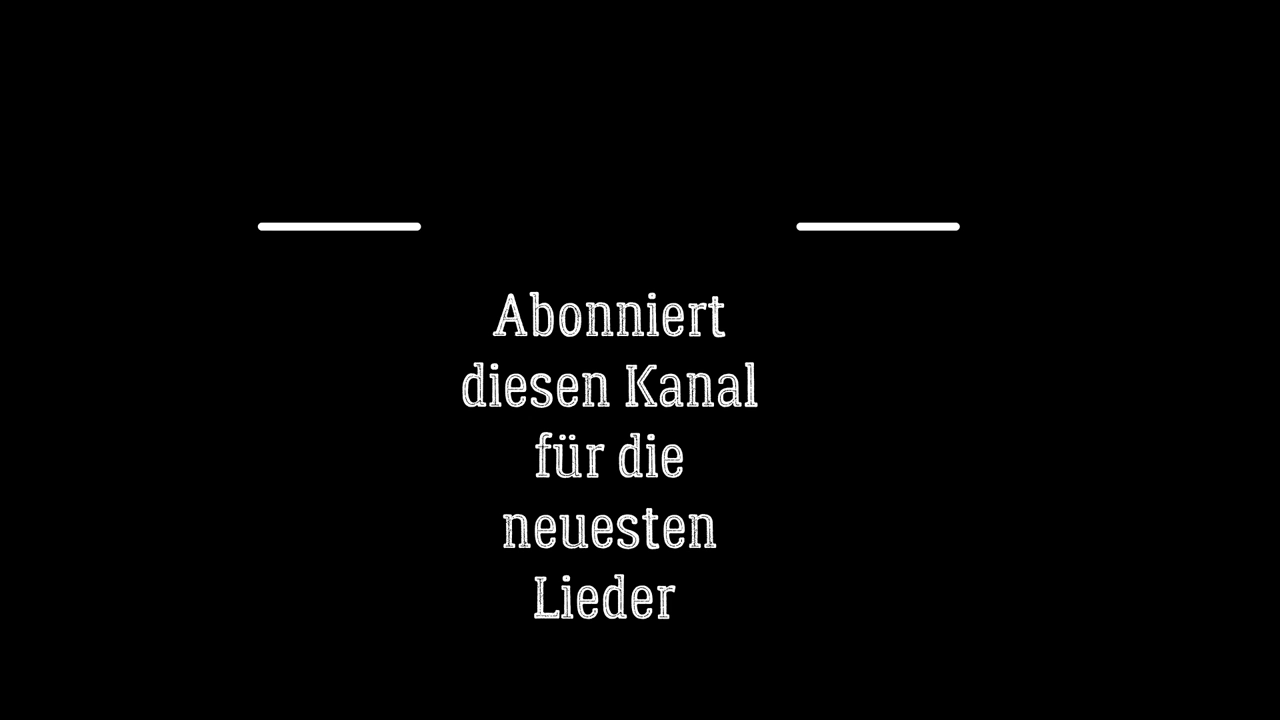 Abonniert
diesen Kanal
für die
neuesten
Lieder